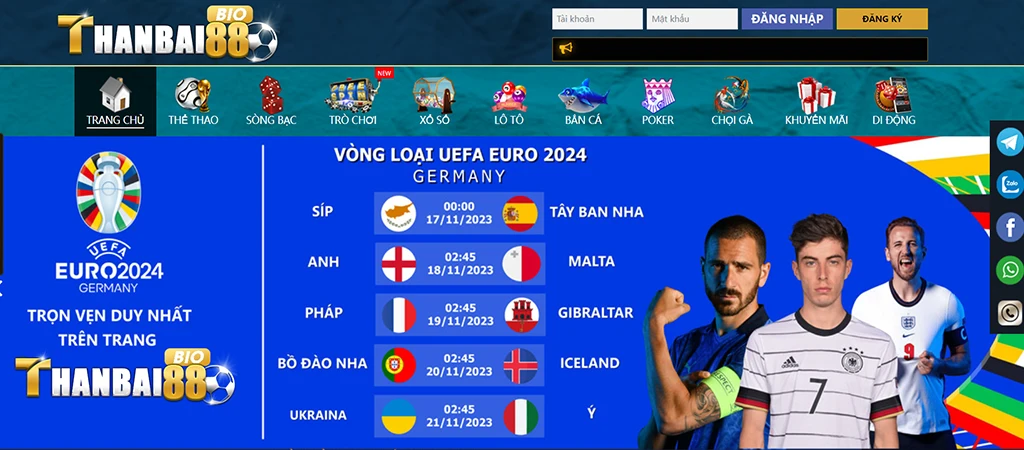 THANBAI88 BIO
Tài khoản
Mật khẩu
ĐĂNG NHẬP
ĐĂNG KÝ
TRANG CHỦ
THỂ THAO
SÒNG BẠC
NEW
TRÒ CHƠI
XỔ SỐ
LÔ TÔ
BẮN CÁ
POKER
CHỌI GÀ
KHUYẾN MÃI
DI ĐỘNG
UEFA
EURO2024
GERMANY
TRỌN VẸN DUY NHẤT
TRÊN TRANG
THANBAI88 BIO
VÒNG LOẠI UEFA EURO 2024
GERMANY
SÍP 00:00 17/11/2023 TÂY BAN NHA
ANH 02:45 18/11/2023 MALTA
PHÁP 02:45 19/11/2023 GIBRALTAR
BỒ ĐÀO NHA 02:45 20/11/2023 ICELAND
UKRAINA 02:45 21/11/2023 Ý
RESPECT
7
9
Zalo